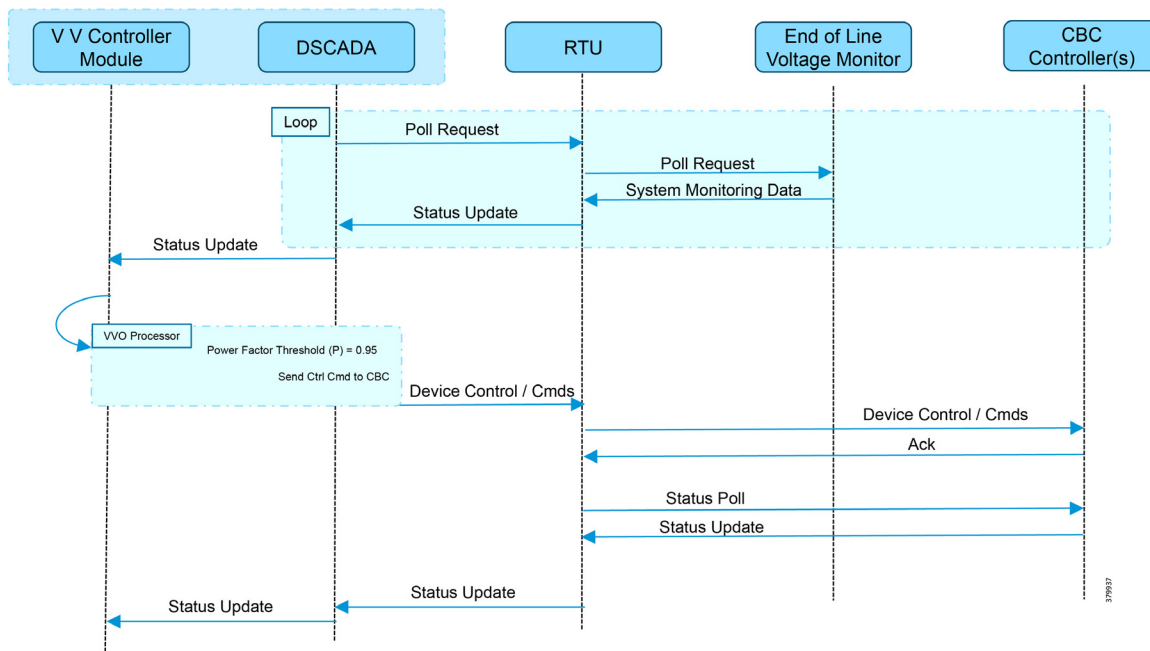 V V Controller
Module
DSCADA
RTU
End of Line
Voltage Monitor
CBC
Controller(s)
Loop
Poll Request
Poll Request
System Monitoring Data
Status Update
Status Update
VVO Processor
Power Factor Threshold (P) = 0.95
Send Ctrl Cmd to CBC
Device Control / Cmds
Device Control / Cmds
Ack
Status Poll
Status Update
Status Update
Status Update
379937